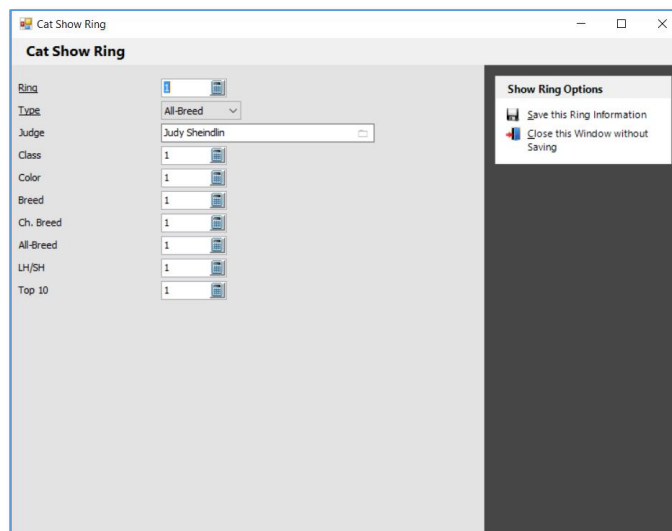 Cat Show Ring
Cat Show Ring
Ring 1
Type All-Breed
Judge Judy Sheindlin
Class 1
Color 1
Breed 1
Ch. Breed 1
All-Breed 1
LH/SH 1
Top 10 1
Show Ring Options
Save this Ring Information
Close this Window without
Saving